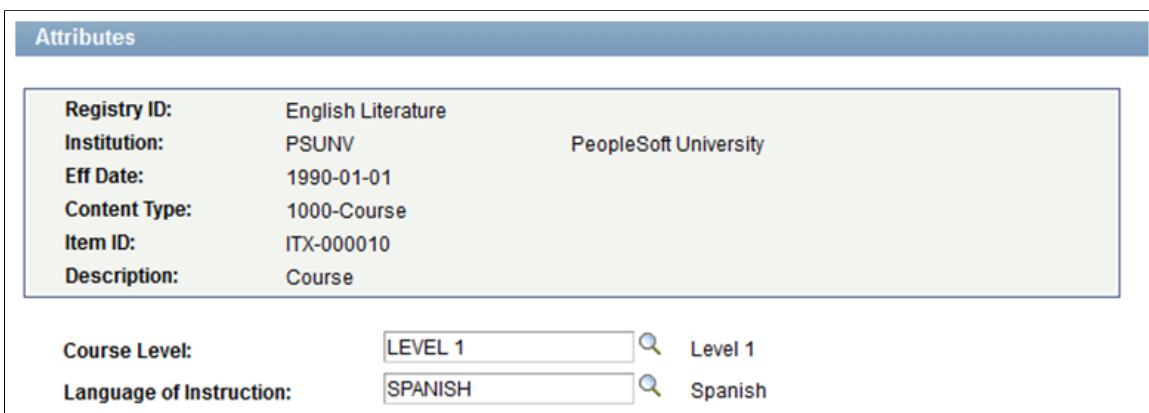 Attributes
Registry ID: English Literature
Institution: PSUNV PeopleSoft University
Eff Date: 1990-01-01
Content Type: 1000-Course
Item ID: ITX-000010
Description: Course
Course Level: LEVEL 1 Level 1
Language of Instruction: SPANISH Spanish